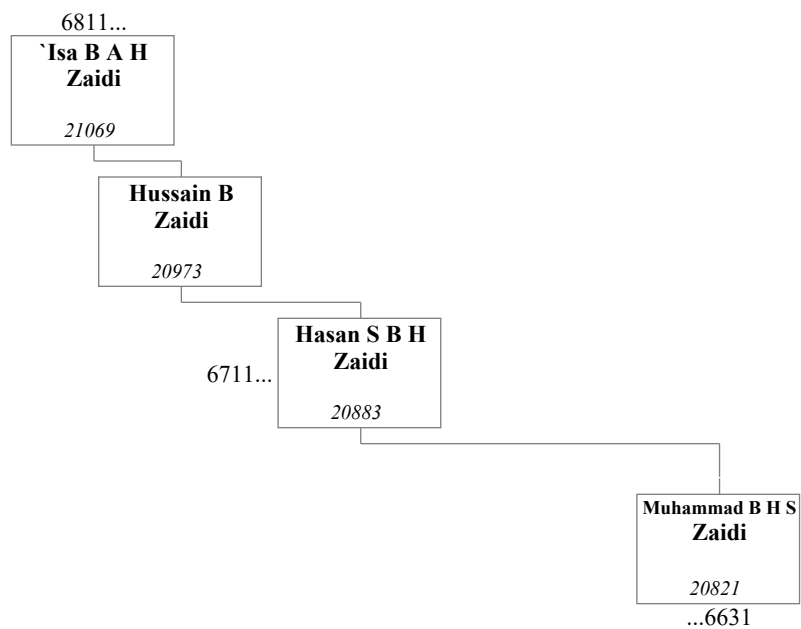 6811...
`Isa B A H
Zaidi
21069
Hussain B
Zaidi
20973
Hasan S B H
Zaidi
6711...
20883
Muhammad B H S
Zaidi
20821
...6631